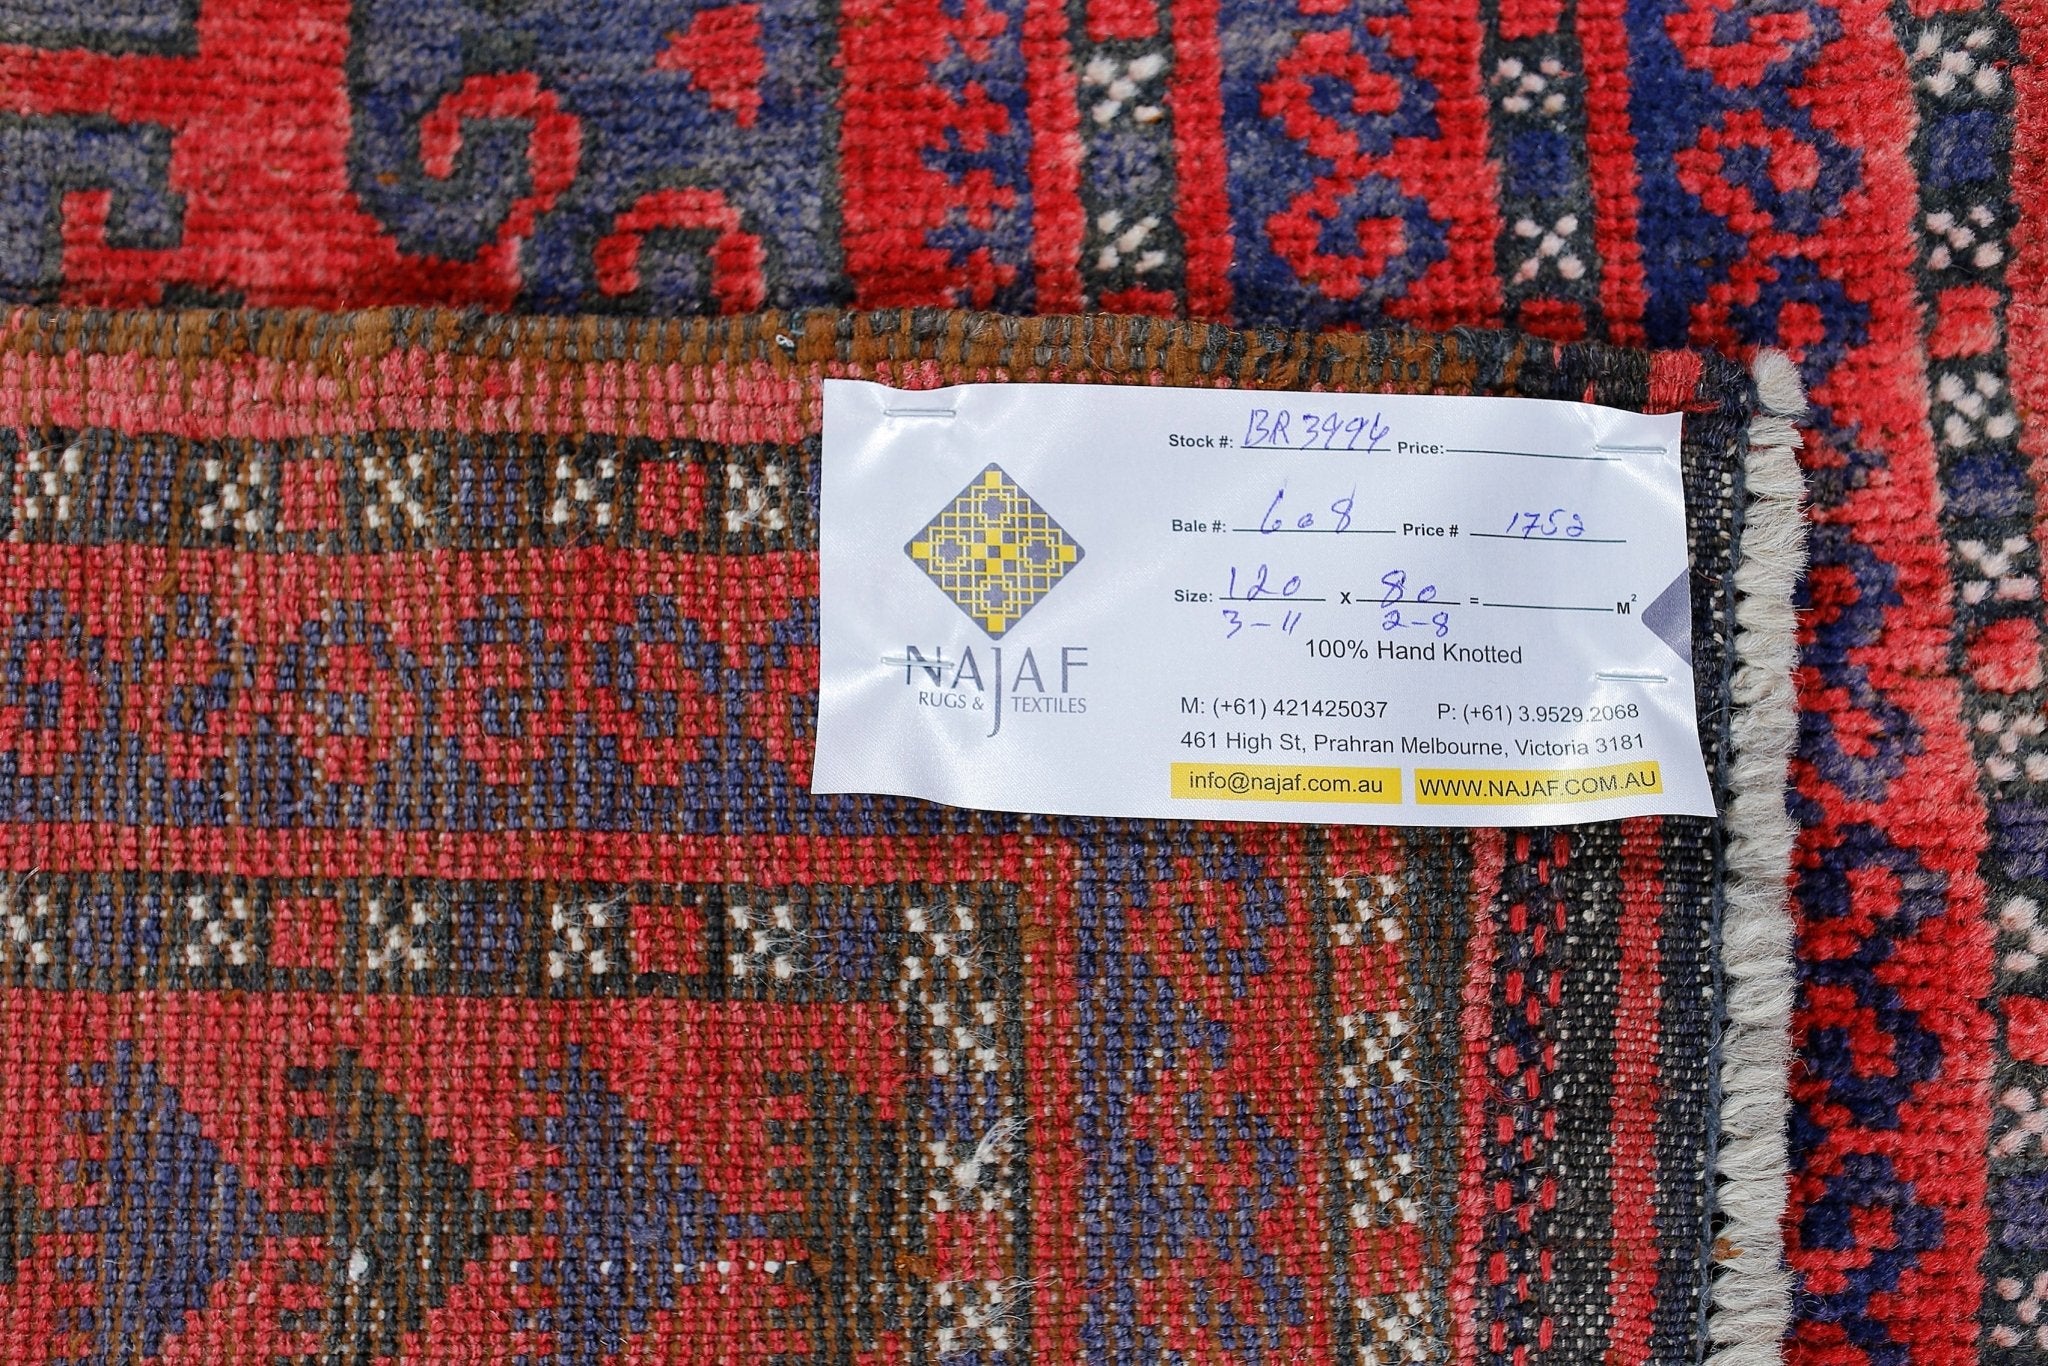 Stock #: BR 3494 Price:
Bale #: 608 Price # 1752
Size: 120 x 80 = M²
3-11 2-8
100% Hand Knotted
NAJAF
RUGS & TEXTILES
M: (+61) 421425037 P: (+61) 3.9529.2068
461 High St, Prahran Melbourne, Victoria 3181
info@najaf.com.au WWW.NAJAF.COM.AU